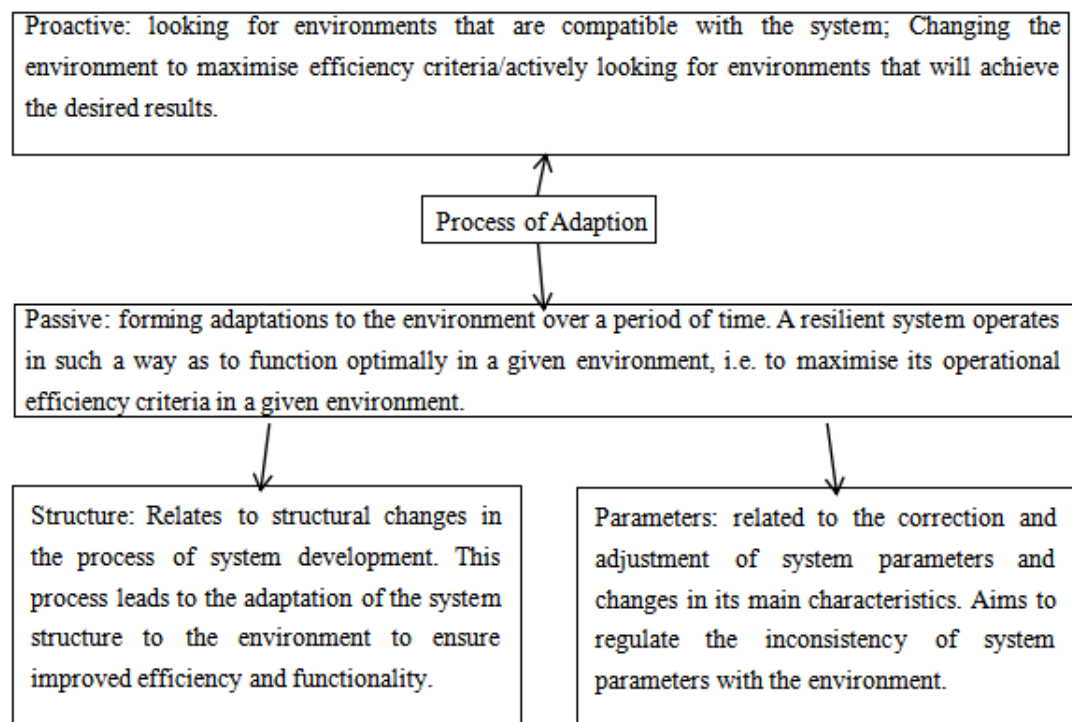 Proactive: looking for environments that are compatible with the system; Changing the
environment to maximise efficiency criteria/actively looking for environments that will achieve
the desired results.
Process of Adaption
Passive: forming adaptations to the environment over a period of time. A resilient system operates
in such a way as to function optimally in a given environment, i.e. to maximise its operational
efficiency criteria in a given environment.
Structure: Relates to structural changes in
the process of system development. This
process leads to the adaptation of the system
structure to the environment to ensure
improved efficiency and functionality.
Parameters: related to the correction and
adjustment of system parameters and
changes in its main characteristics. Aims to
regulate the inconsistency of system
parameters with the environment.